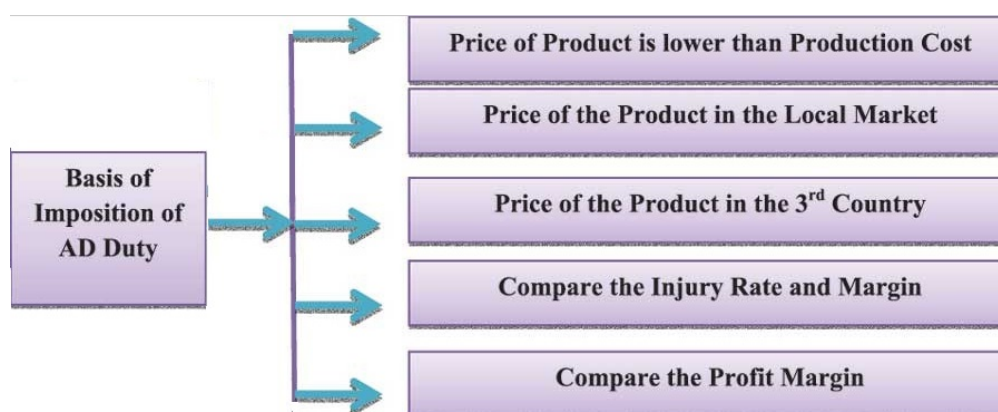 Price of Product is lower than Production Cost
Price of the Product in the Local Market
Basis of
Imposition of
AD Duty
Price of the Product in the 3rd Country
Compare the Injury Rate and Margin
Compare the Profit Margin